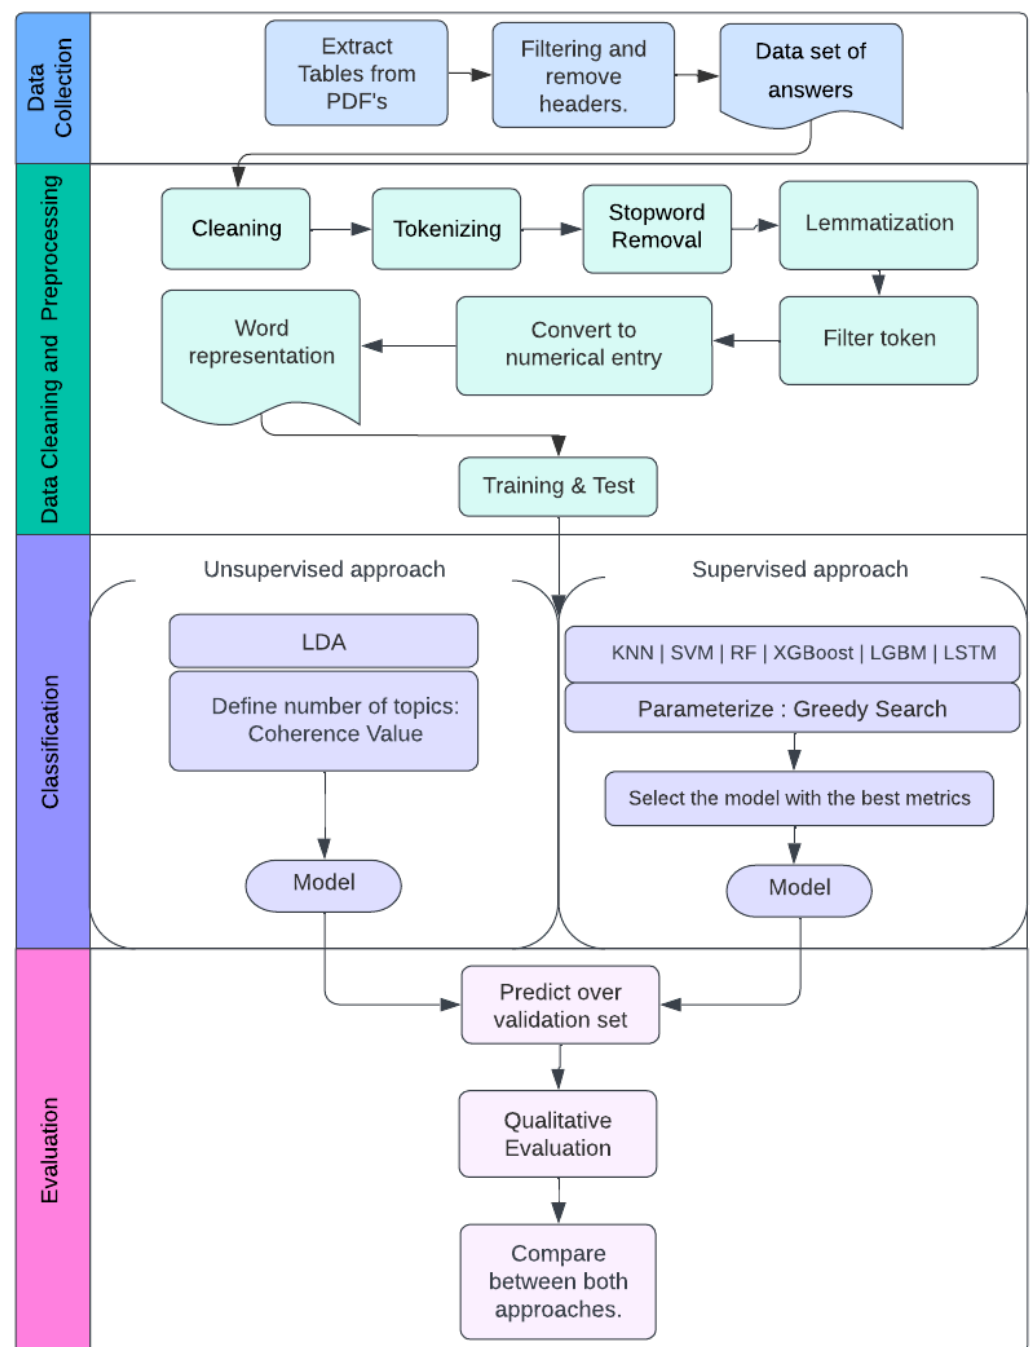 Data
Collection
Extract
Tables from
PDF's
Filtering and
remove
headers.
Data set of
answers
Data Cleaning and Preprocessing
Cleaning
Tokenizing
Stopword
Removal
Lemmatization
Word
representation
Convert to
numerical entry
Filter token
Training & Test
Classification
Unsupervised approach
LDA
Define number of topics:
Coherence Value
Model
Supervised approach
KNN | SVM | RF | XGBoost | LGBM | LSTM
Parameterize : Greedy Search
Select the model with the best metrics
Model
Evaluation
Predict over
validation set
Qualitative
Evaluation
Compare
between both
approaches.